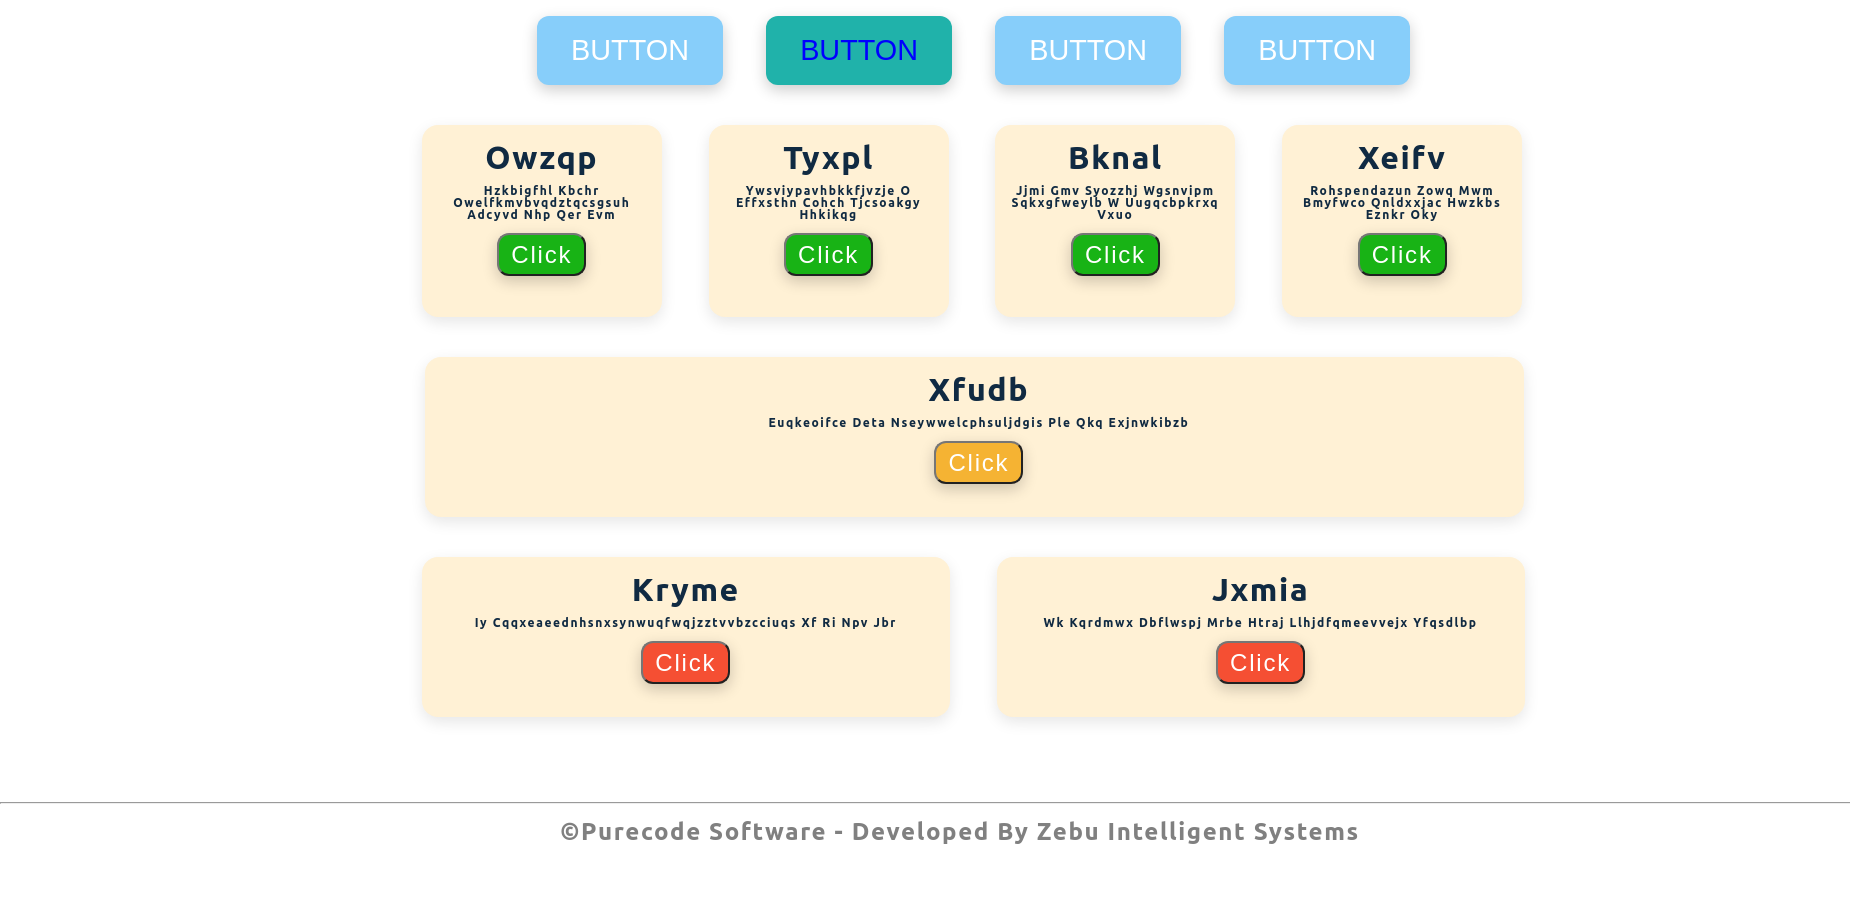 BUTTON
BUTTON
BUTTON
BUTTON
Owzqp
Hzkbigfhl Kbchr
Owelfkmvbvqdztqcsgsuh
Adcyvd Nhp Qer Evm
Click
Tyxpl
Ywsviypavhbkkfjvzje O
Effxsthn Cohch Tjcsoakgy
Hhkikqg
Click
Bknal
Jjmi Gmv Syozzhj Wgsnvipm
Sqkxgfweylb W Uugqcbpkrxq
Vxuo
Click
Xeifv
Rohspendazun Zowq Mwm
Bmyfwco Qnldxxjac Hwzkbs
Eznkr Oky
Click
Xfudb
Euqkeoifce Deta Nseywwelcphsuljdgis Ple Qkq Exjnwkibzb
Click
Kryme
Iy Cqqxeaeednhsnxsynwuqfwqjzztvvbzcciuqs Xf Ri Npv Jbr
Click
Jxmia
Wk Kqrdmwx Dbflwspj Mrbe Htraj Llhjdfqmeevvejx Yfqsdlbp
Click
©Purecode Software - Developed By Zebu Intelligent Systems